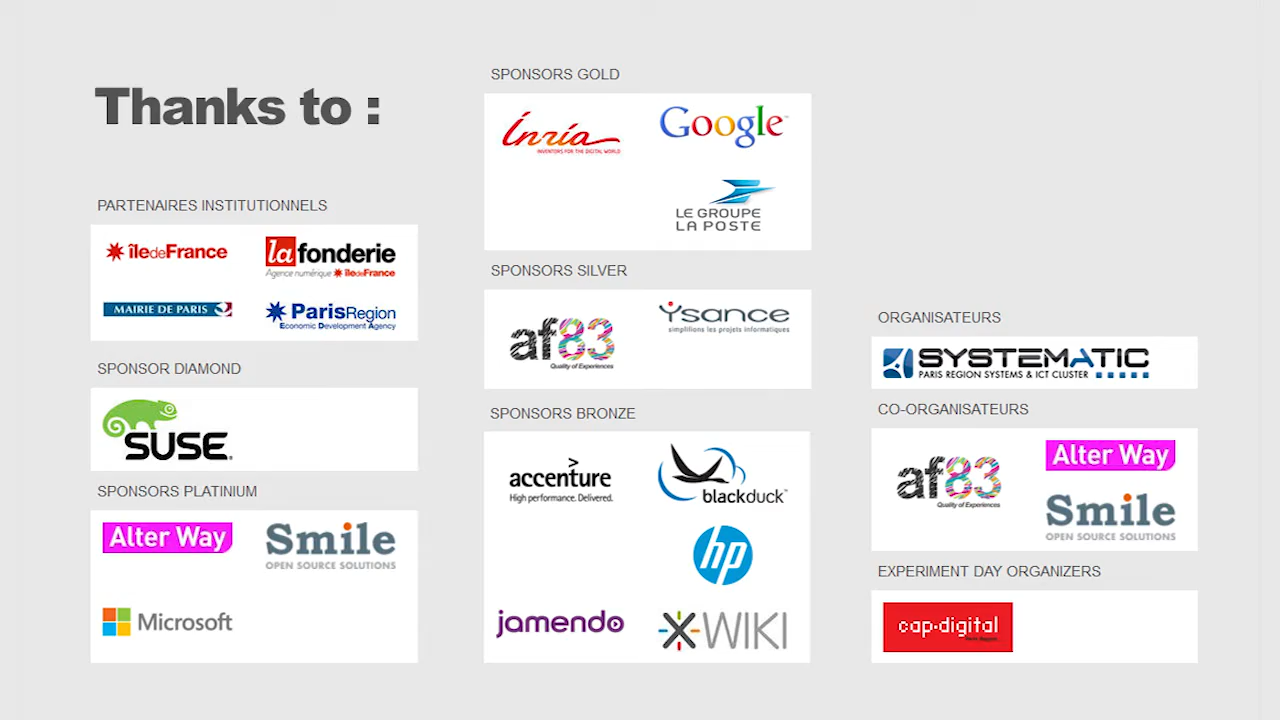 Thanks to :
PARTENAIRES INSTITUTIONNELS
îledeFrance
lafonderie
Agence numérique îledeFrance
MAIRIE DE PARIS
ParisRegion
Economic Development Agency
SPONSOR DIAMOND
SUSE
SPONSORS PLATINIUM
Alter Way
Smile
OPEN SOURCE SOLUTIONS
Microsoft
SPONSORS GOLD
Inria
INVENTORS FOR THE DIGITAL WORLD
Google
LE GROUPE
LA POSTE
SPONSORS SILVER
af83
Quality of Experiences
Ysance
simplifions les projets informatiques
SPONSORS BRONZE
accenture
High performance. Delivered.
blackduck
hp
jamendo
XWIKI
ORGANISATEURS
SYSTEMATIC
PARIS REGION SYSTEMS & ICT CLUSTER
CO-ORGANISATEURS
af83
Quality of Experiences
Alter Way
Smile
OPEN SOURCE SOLUTIONS
EXPERIMENT DAY ORGANIZERS
cap·digital